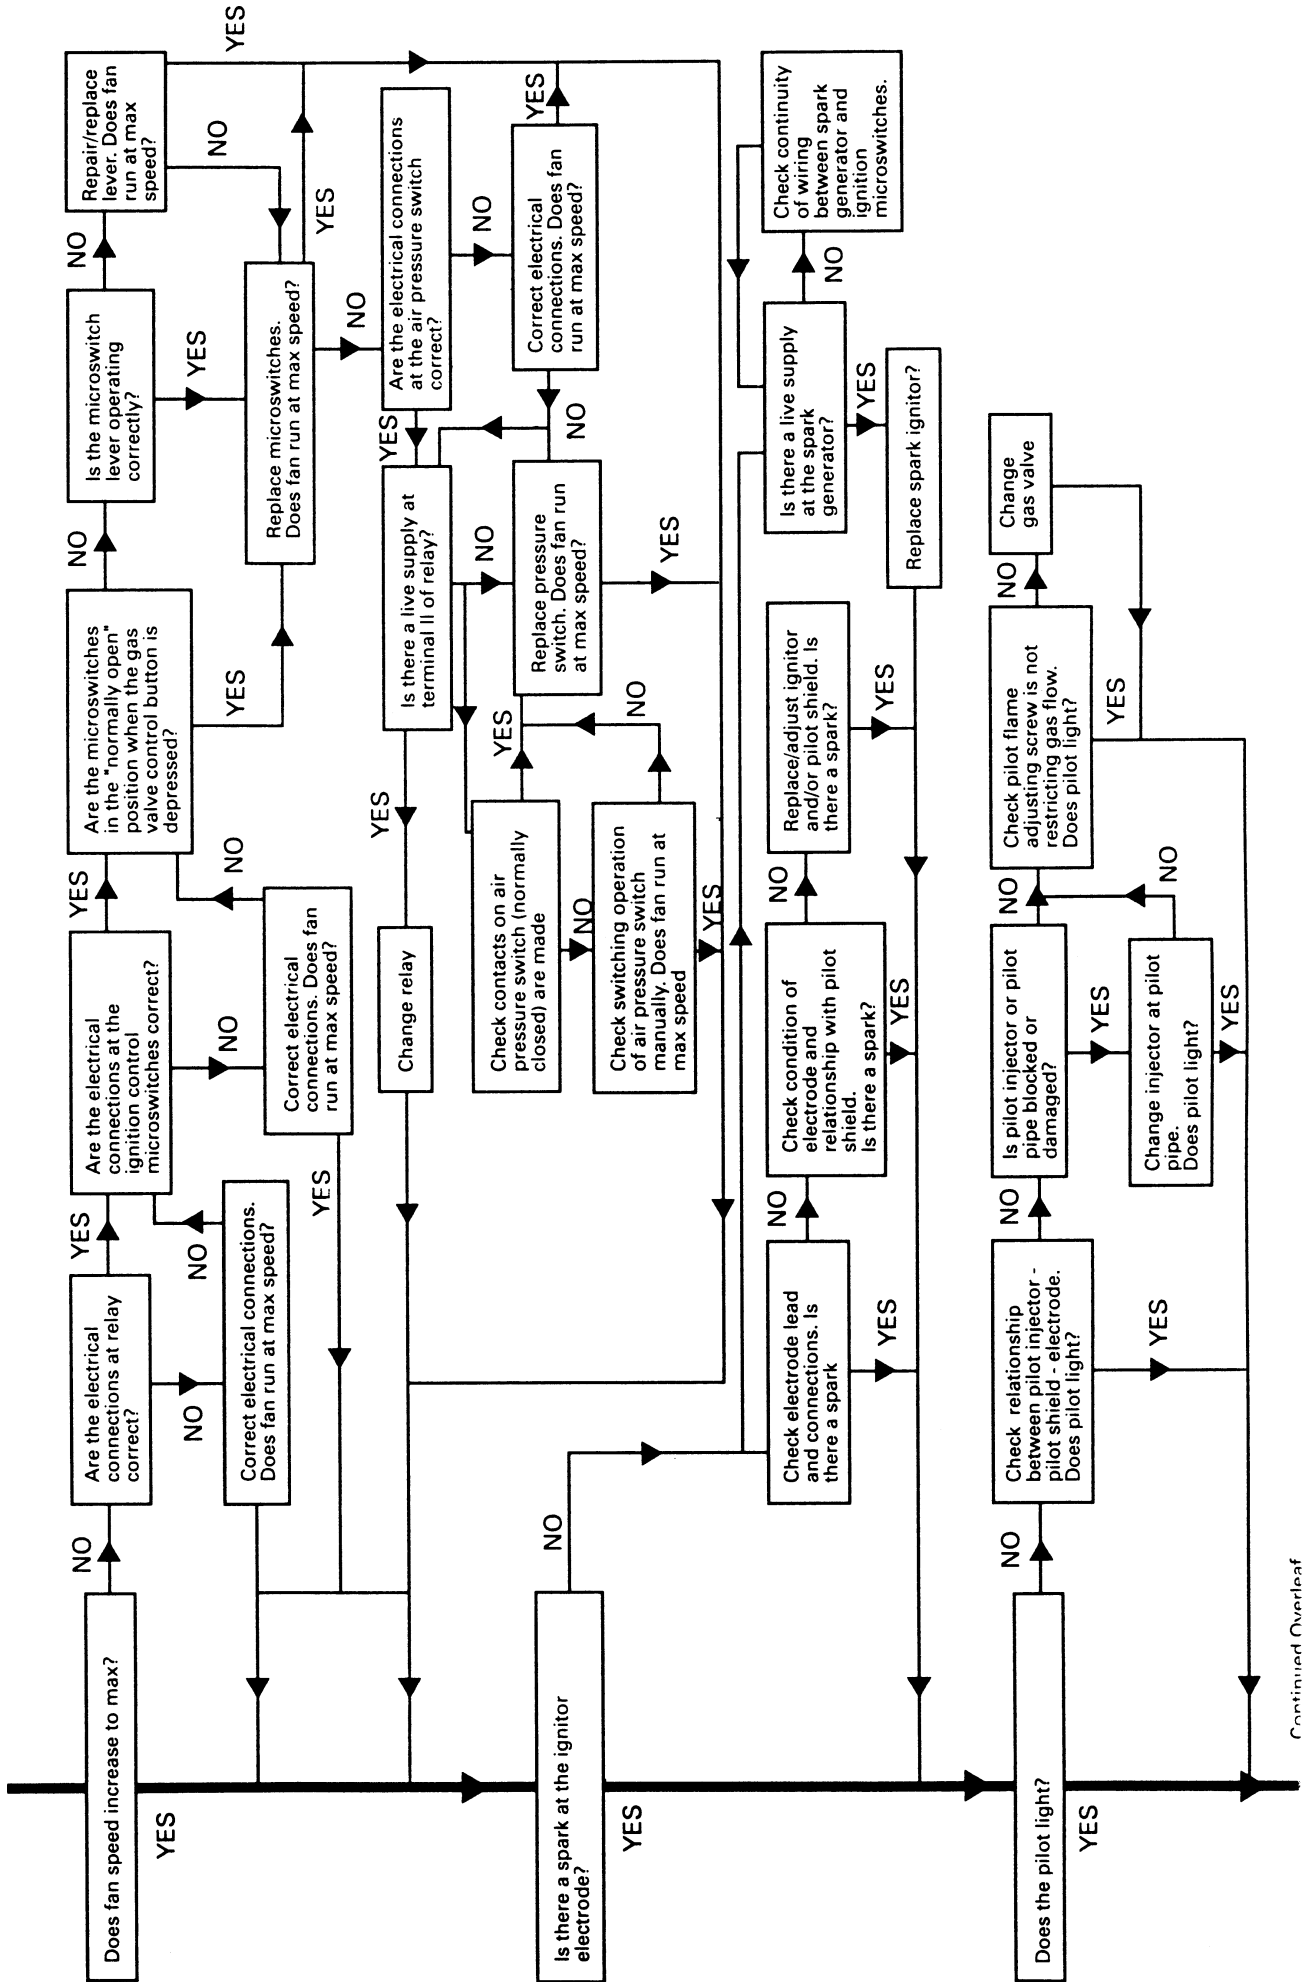 Does fan speed increase to max?
YES
NO
Are the electrical
connections at relay
correct?
YES
NO
Correct electrical connections.
Does fan run at max speed?
NO
Are the electrical
connections at the
ignition control
microswitches correct?
YES
NO
Correct electrical
connections. Does fan
run at max speed?
YES
NO
Are the microswitches
in the "normally open"
position when the gas
valve control button is
depressed?
NO
YES
Is the microswitch
lever operating
correctly?
NO
YES
Repair/replace
lever. Does fan
run at max
speed?
YES
NO
Replace microswitches.
Does fan run at max speed?
YES
NO
Are the electrical connections
at the air pressure switch
correct?
YES
NO
Correct electrical
connections. Does fan
run at max speed?
YES
NO
Is there a live supply at
terminal II of relay?
YES
NO
Change relay
Replace pressure
switch. Does fan run
at max speed?
YES
Check contacts on air
pressure switch (normally
closed) are made
YES
NO
Check switching operation
of air pressure switch
manually. Does fan run at
max speed
NO
YES
Is there a spark at the ignitor
electrode?
YES
NO
Check electrode lead
and connections. Is
there a spark
NO
YES
Check condition of
electrode and
relationship with pilot
shield.
Is there a spark?
NO
YES
Replace/adjust ignitor
and/or pilot shield. Is
there a spark?
YES
Is there a live supply
at the spark
generator?
NO
YES
Check continuity
of wiring
between spark
generator and
ignition
microswitches.
Replace spark ignitor?
Does the pilot light?
YES
NO
Check relationship
between pilot injector -
pilot shield - electrode.
Does pilot light?
NO
YES
Is pilot injector or pilot
pipe blocked or
damaged?
NO
YES
Change injector at pilot
pipe.
Does pilot light?
NO
YES
Check pilot flame
adjusting screw is not
restricting gas flow.
Does pilot light?
NO
YES
Change
gas valve
Continued Overleaf